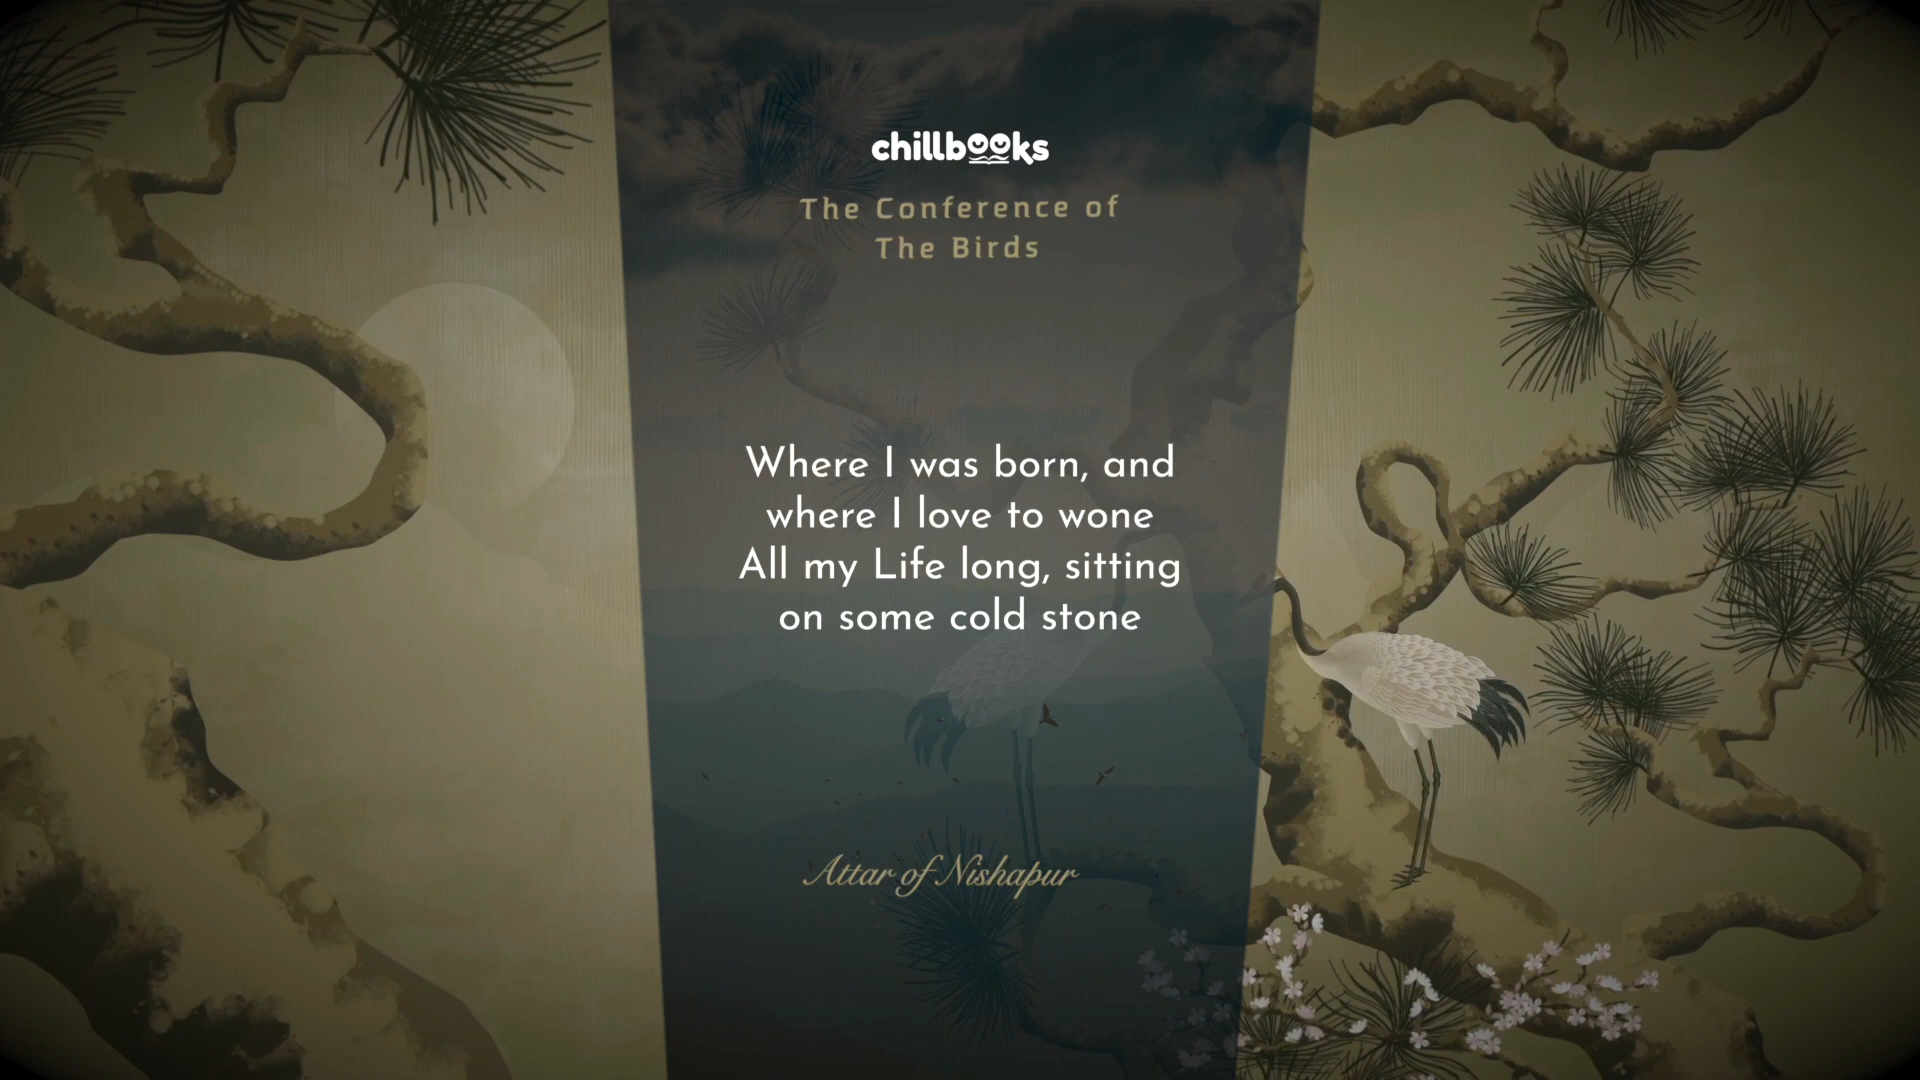 chillbooks
The Conference of
The Birds
Where I was born, and
where I love to wone
All my Life long, sitting
on some cold stone
Attar of Nishapur